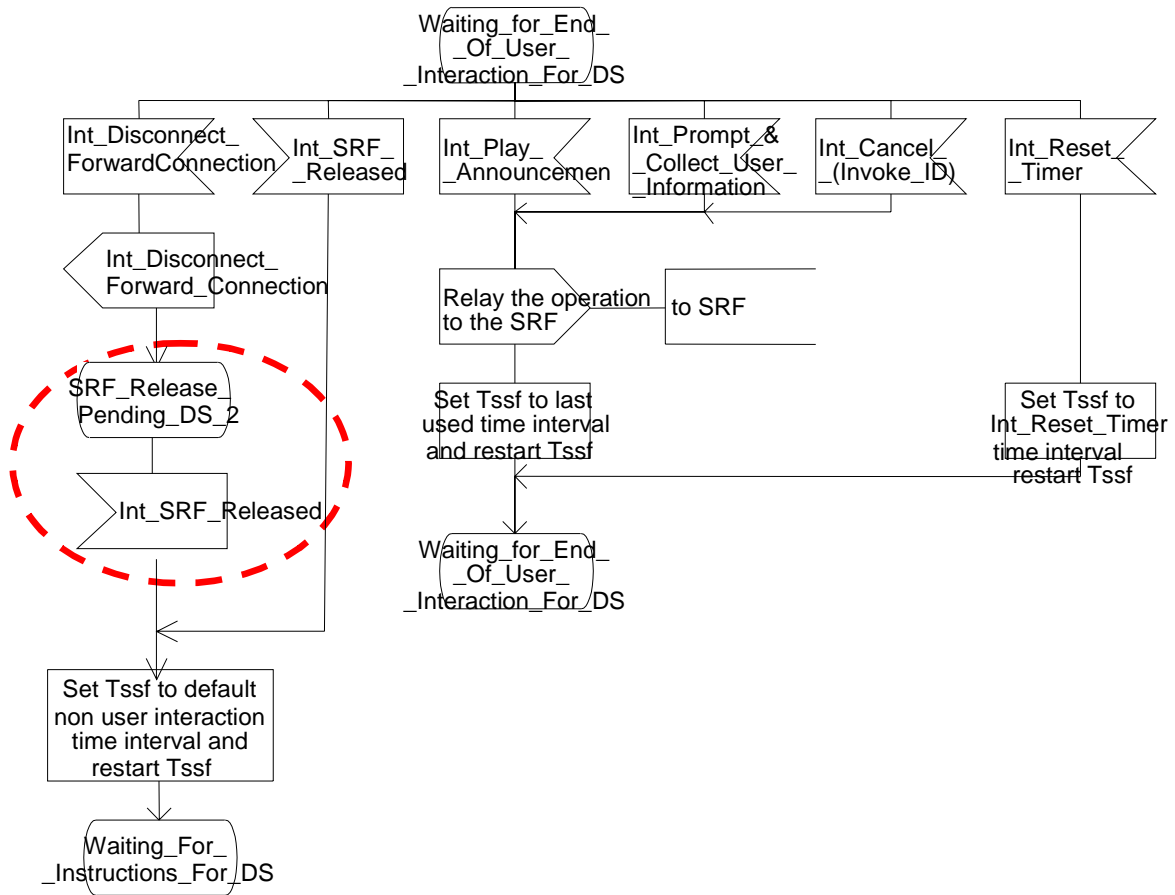 Waiting_for_End_
_Of_User_
_Interaction_For_DS
Int_Disconnect_
ForwardConnection
Int_SRF_
_Released
Int_Play_
_Announcemen
Int_Prompt_&
_Collect_User_
_Information
Int_Cancel_
_(Invoke_ID)
Int_Reset_
_Timer
Int_Disconnect_
Forward_Connection
Relay the operation
to the SRF
to SRF
SRF_Release_
Pending_DS_2
Set Tssf to last
used time interval
and restart Tssf
Set Tssf to
Int_Reset_Timer
time interval
restart Tssf
Int_SRF_Released
Waiting_for_End_
_Of_User_
_Interaction_For_DS
Set Tssf to default
non user interaction
time interval and
restart Tssf
Waiting_For_
_Instructions_For_DS